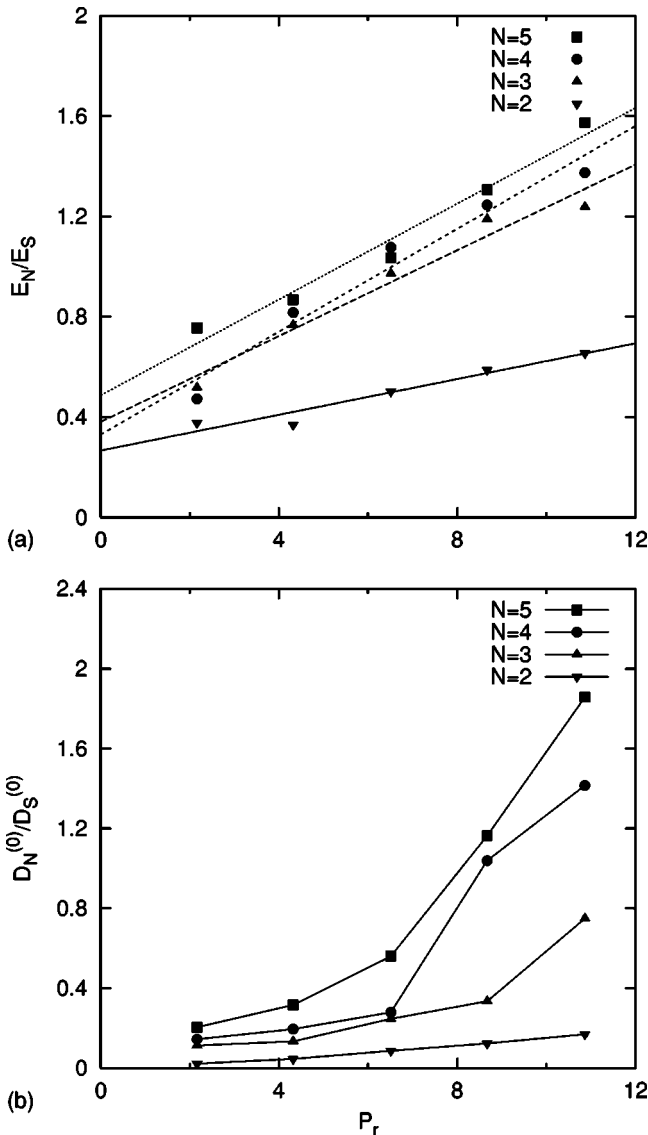 2
N=5
N=4
1.6
N=3
N=2
1.2
E_N/E_S
0.8
0.4
0
(a)
0 4 8 12
2.4
N=5
N=4
2
N=3
N=2
1.6
D_N^(0)/D_S^(0)
1.2
0.8
0.4
0
(b)
0 4 8 12
P_r